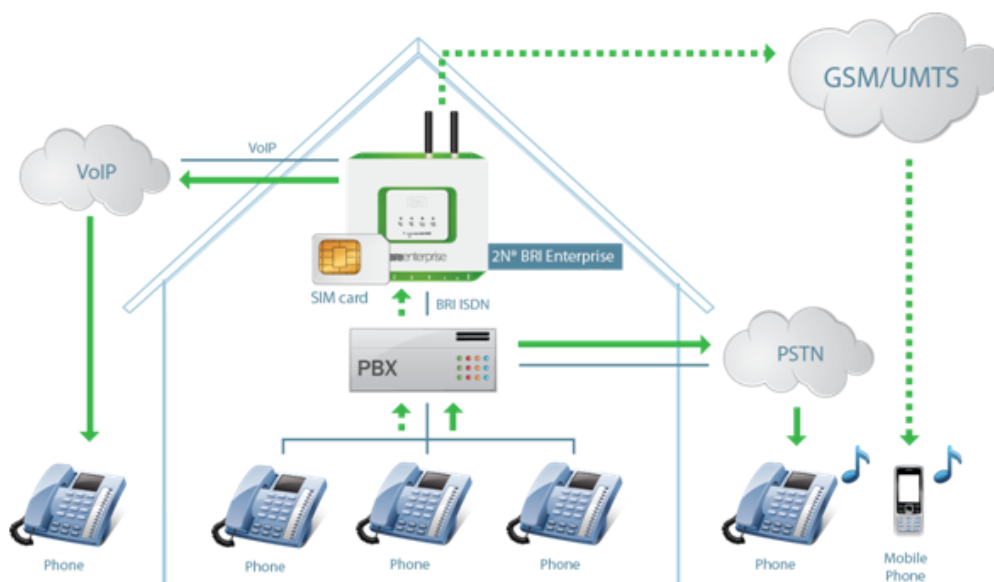 GSM/UMTS
VoIP
VoIP
BRIenterprise
2N® BRI Enterprise
SIM card
BRI ISDN
PBX
PSTN
Phone
Phone
Phone
Phone
Phone
Mobile
Phone